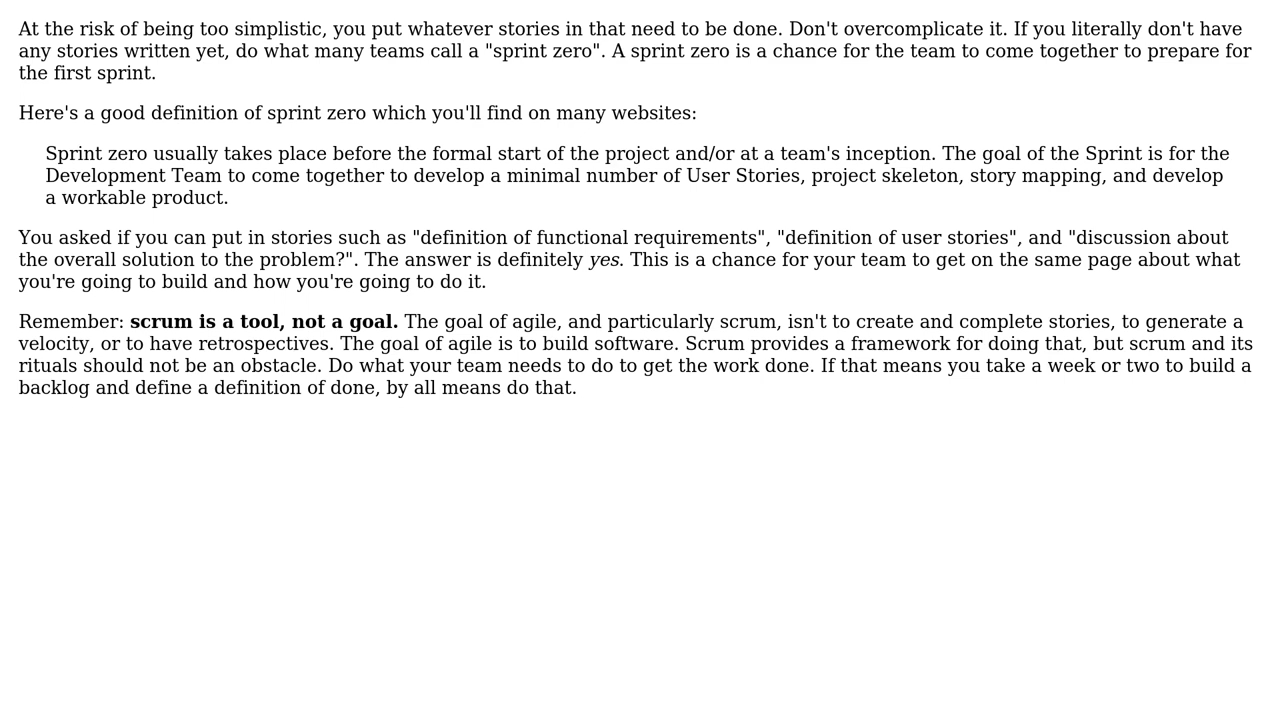 At the risk of being too simplistic, you put whatever stories in that need to be done. Don't overcomplicate it. If you literally don't have
any stories written yet, do what many teams call a "sprint zero". A sprint zero is a chance for the team to come together to prepare for
the first sprint.
Here's a good definition of sprint zero which you'll find on many websites:
Sprint zero usually takes place before the formal start of the project and/or at a team's inception. The goal of the Sprint is for the
Development Team to come together to develop a minimal number of User Stories, project skeleton, story mapping, and develop
a workable product.
You asked if you can put in stories such as "definition of functional requirements", "definition of user stories", and "discussion about
the overall solution to the problem?". The answer is definitely yes. This is a chance for your team to get on the same page about what
you're going to build and how you're going to do it.
Remember: scrum is a tool, not a goal. The goal of agile, and particularly scrum, isn't to create and complete stories, to generate a
velocity, or to have retrospectives. The goal of agile is to build software. Scrum provides a framework for doing that, but scrum and its
rituals should not be an obstacle. Do what your team needs to do to get the work done. If that means you take a week or two to build a
backlog and define a definition of done, by all means do that.